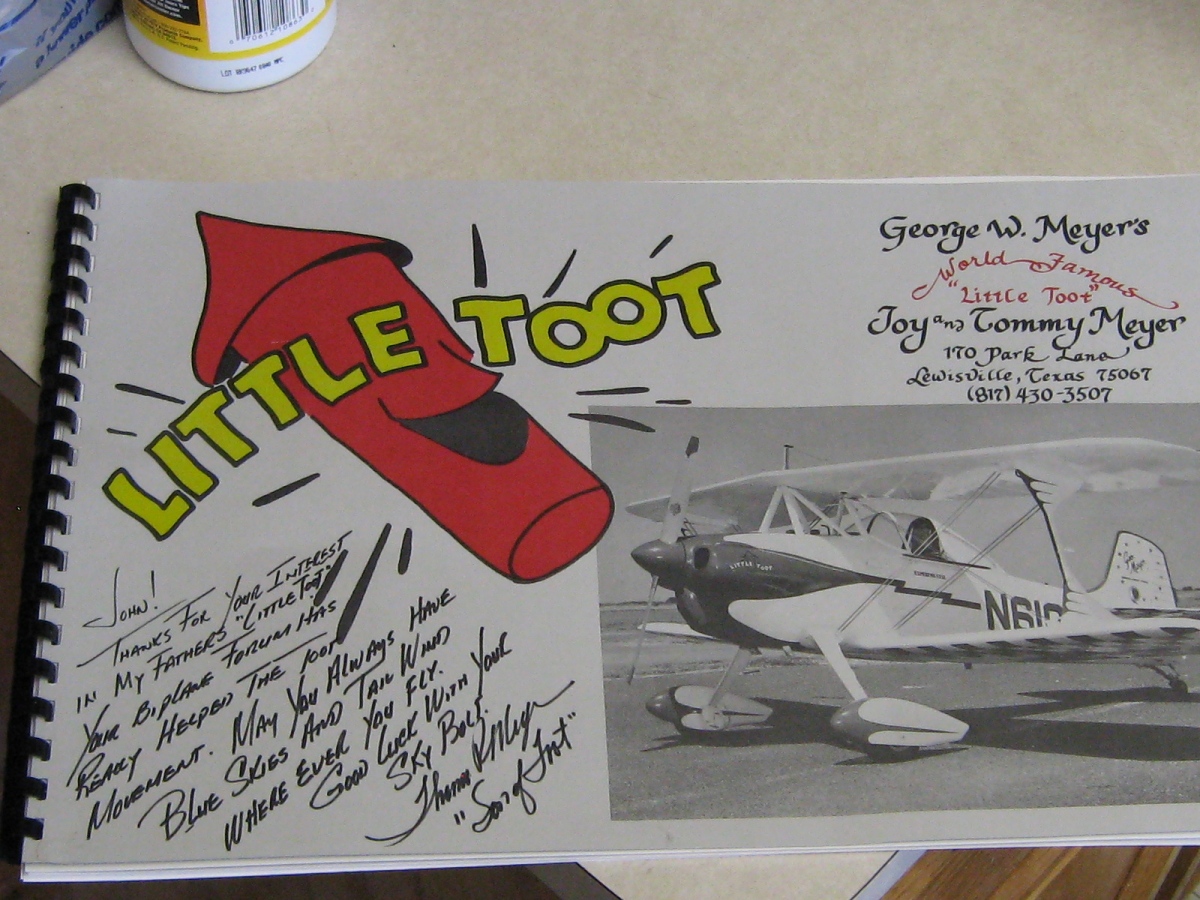 LOT
LITTLE TOOT
George W. Meyer's
World Famous
"Little Toot"
Joy and Tommy Meyer
170 Park Lane
Lewisville, Texas 75067
(817) 430-3507
LITTLE TOOT
N61
JOHN!
THANKS FOR YOUR INTEREST
IN MY FATHERS "LITTLE TOOT"
YOUR BIPLANE FORUM HAS
REALLY HELPED THE TOOT
MOVEMENT. MAY YOU ALWAYS HAVE
BLUE SKIES AND TAIL WIND
WHERE EVER YOU FLY.
GOOD LUCK WITH YOUR
SKY BOLT.
Thomas R Meyer
"Son of Toot"